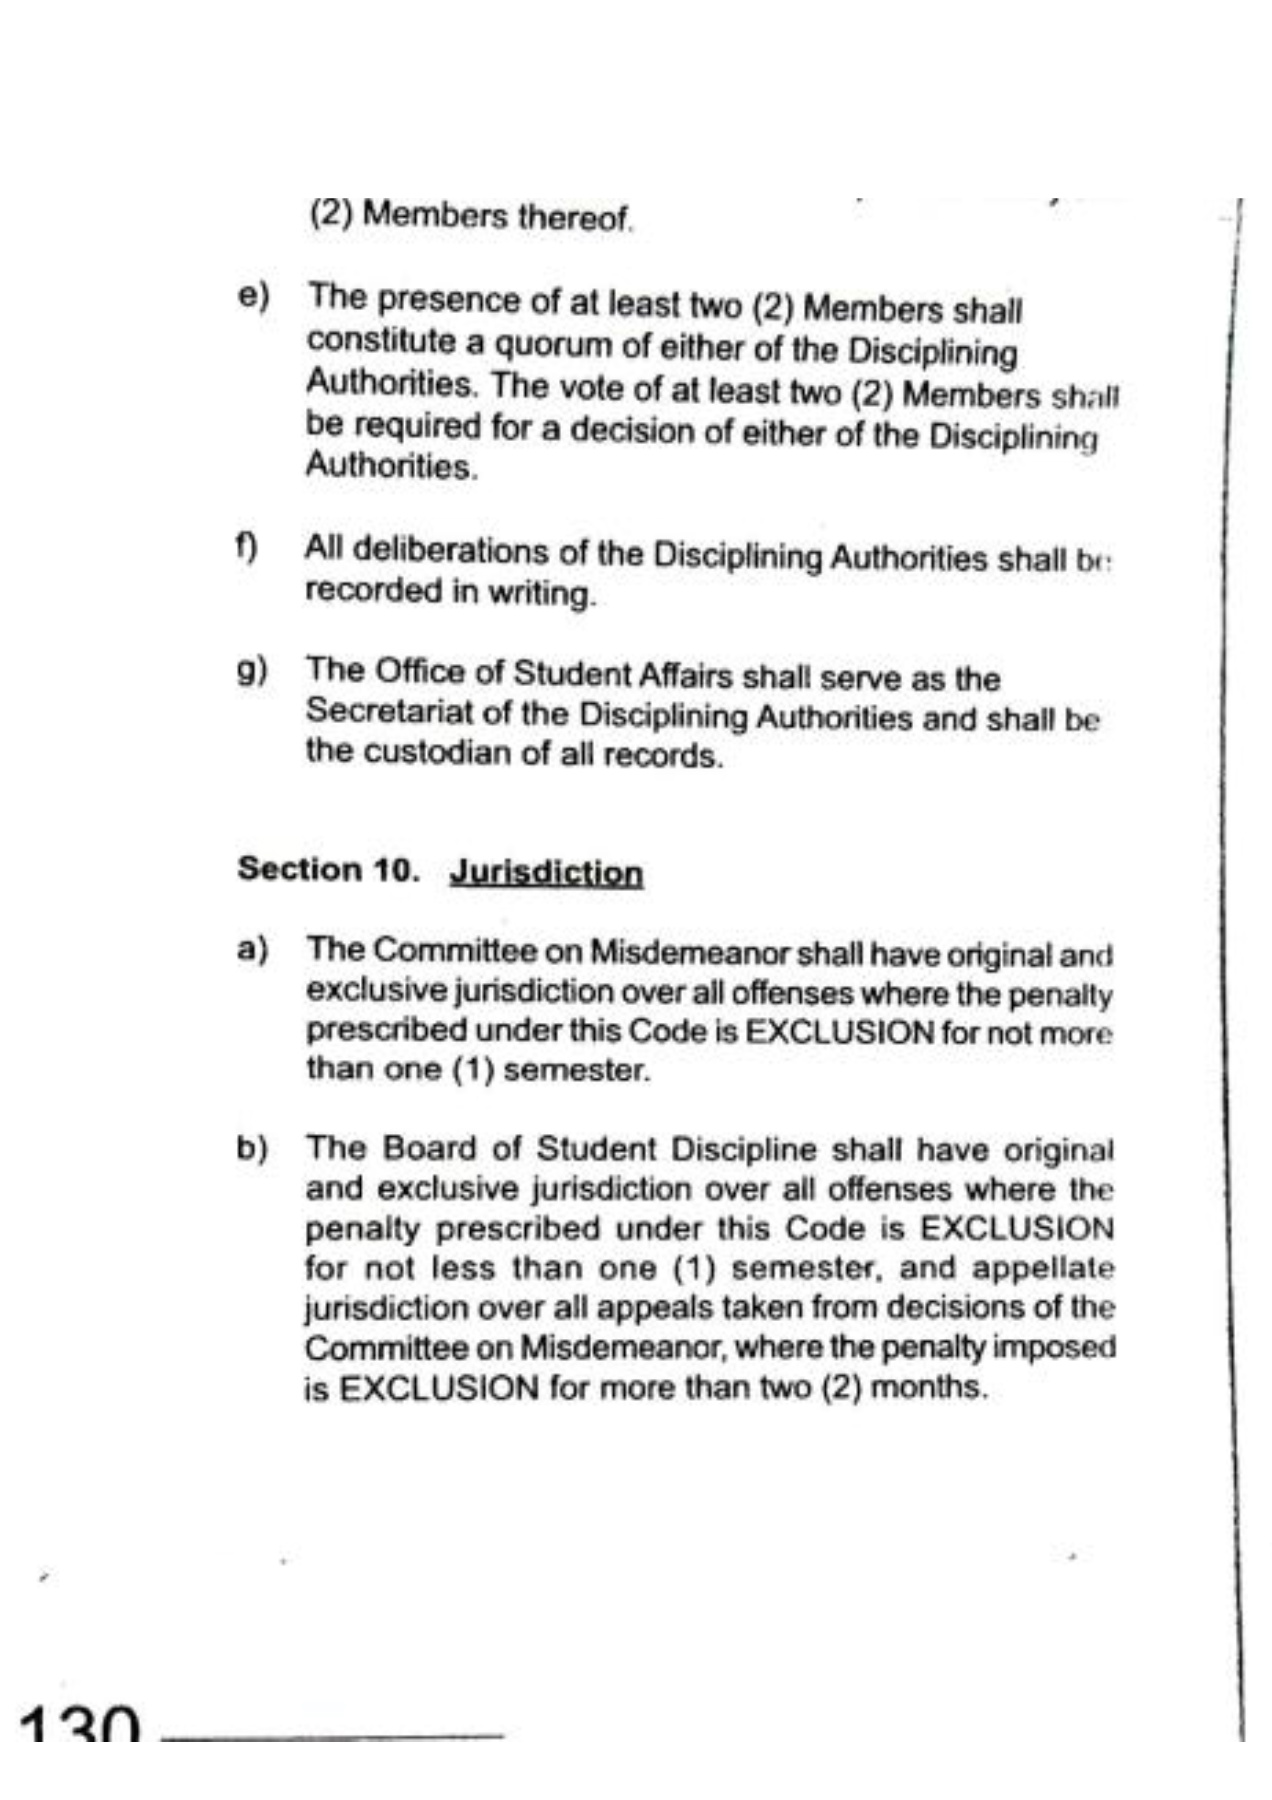 (2) Members thereof.
e) The presence of at least two (2) Members shall
constitute a quorum of either of the Disciplining
Authorities. The vote of at least two (2) Members shall
be required for a decision of either of the Disciplining
Authorities.
f) All deliberations of the Disciplining Authorities shall be
recorded in writing.
g) The Office of Student Affairs shall serve as the
Secretariat of the Disciplining Authorities and shall be
the custodian of all records.
Section 10. Jurisdiction
a) The Committee on Misdemeanor shall have original and
exclusive jurisdiction over all offenses where the penalty
prescribed under this Code is EXCLUSION for not more
than one (1) semester.
b) The Board of Student Discipline shall have original
and exclusive jurisdiction over all offenses where the
penalty prescribed under this Code is EXCLUSION
for not less than one (1) semester, and appellate
jurisdiction over all appeals taken from decisions of the
Committee on Misdemeanor, where the penalty imposed
is EXCLUSION for more than two (2) months.
130